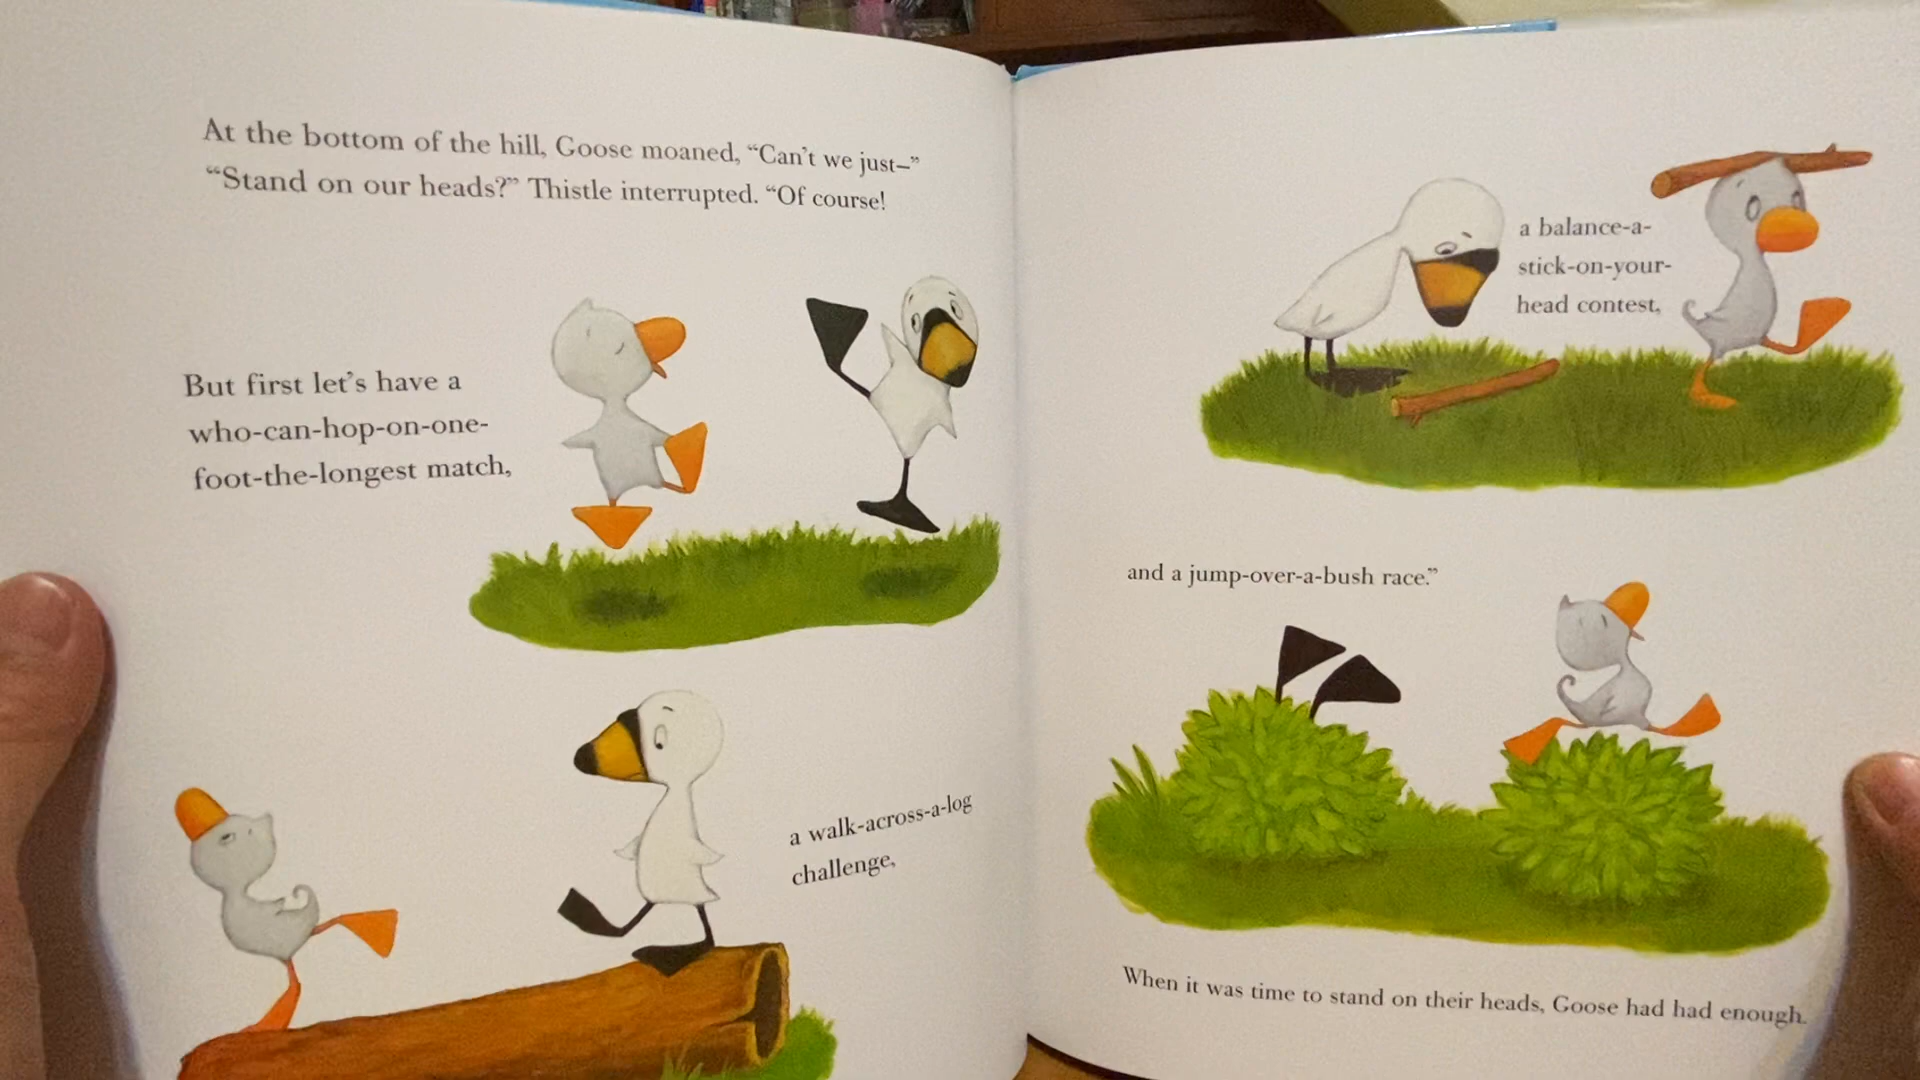 At the bottom of the hill, Goose moaned, “Can’t we just–”
“Stand on our heads?” Thistle interrupted. “Of course!
But first let’s have a
who-can-hop-on-one-
foot-the-longest match,
a walk-across-a-log
challenge,
a balance-a-
stick-on-your-
head contest,
and a jump-over-a-bush race.”
When it was time to stand on their heads, Goose had had enough.